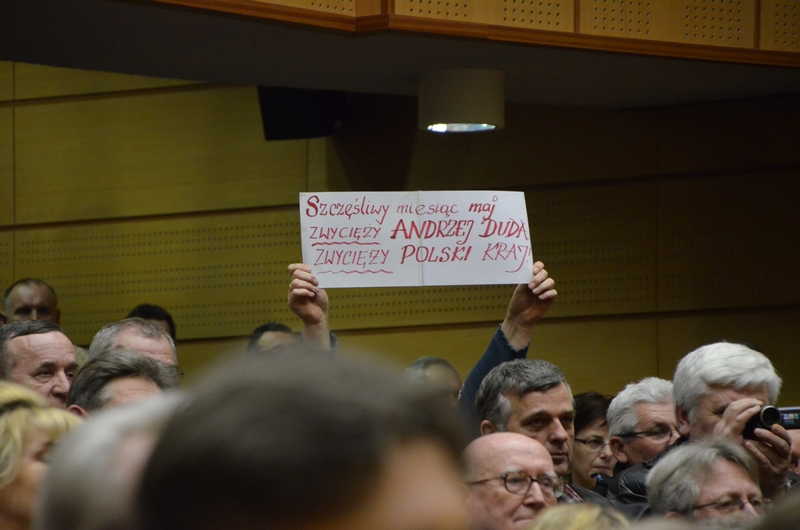 Szczęśliwy miesiąc maj
ZWYCIĘŻY ANDRZEJ DUDA
ZWYCIĘŻY POLSKI KRAJ!